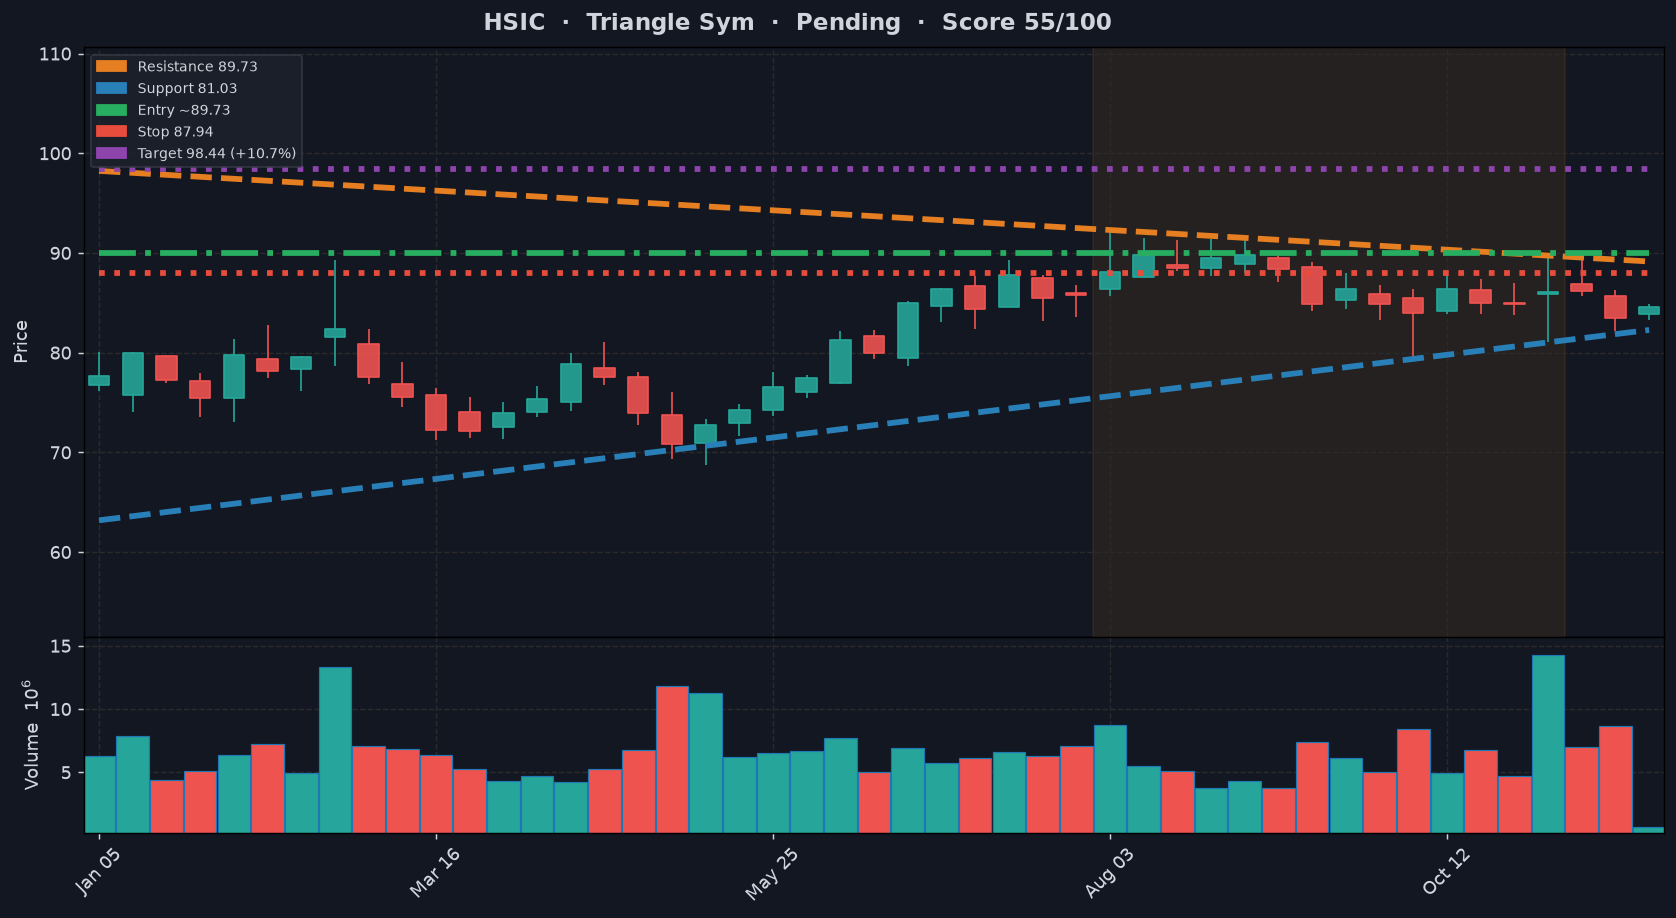 HSIC · Triangle Sym · Pending · Score 55/100
Resistance 89.73
Support 81.03
Entry ~89.73
Stop 87.94
Target 98.44 (+10.7%)
110
100
90
80
70
60
Price
15
10
5
Volume 10⁶
Jan 05
Mar 16
May 25
Aug 03
Oct 12